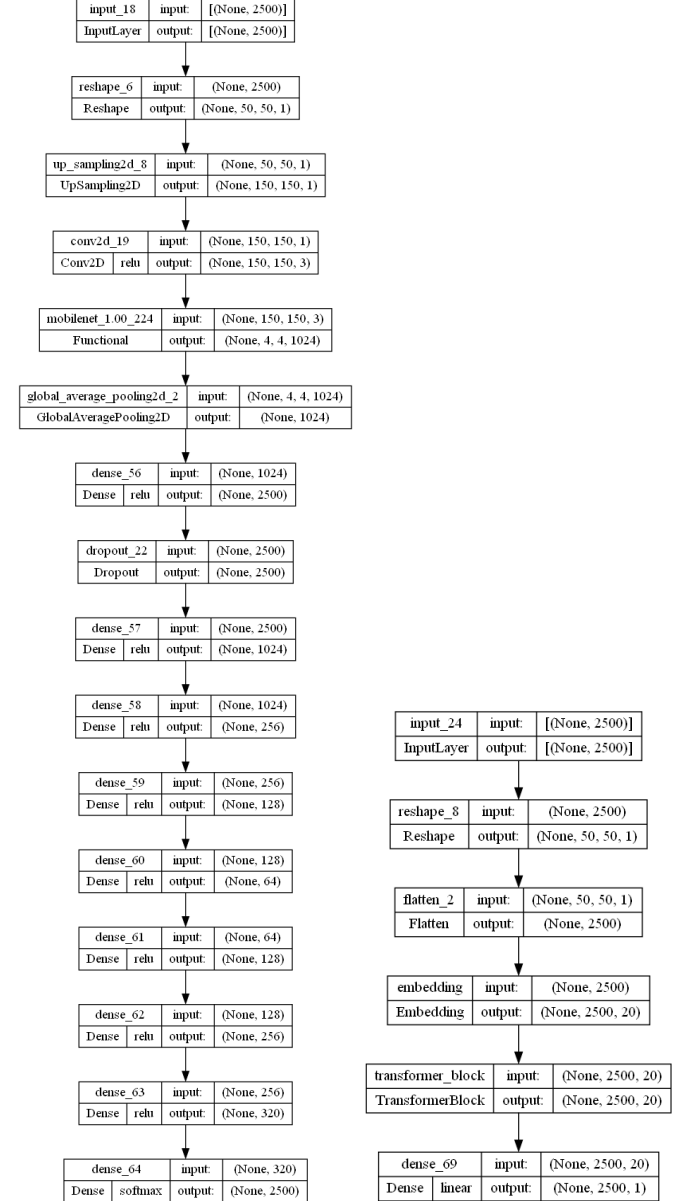 input_18 input: [(None, 2500)]
InputLayer output: [(None, 2500)]
reshape_6 input: (None, 2500)
Reshape output: (None, 50, 50, 1)
up_sampling2d_8 input: (None, 50, 50, 1)
UpSampling2D output: (None, 150, 150, 1)
conv2d_19 input: (None, 150, 150, 1)
Conv2D relu output: (None, 150, 150, 3)
mobilenet_1.00_224 input: (None, 150, 150, 3)
Functional output: (None, 4, 4, 1024)
global_average_pooling2d_2 input: (None, 4, 4, 1024)
GlobalAveragePooling2D output: (None, 1024)
dense_56 input: (None, 1024)
Dense relu output: (None, 2500)
dropout_22 input: (None, 2500)
Dropout output: (None, 2500)
dense_57 input: (None, 2500)
Dense relu output: (None, 1024)
dense_58 input: (None, 1024)
Dense relu output: (None, 256)
dense_59 input: (None, 256)
Dense relu output: (None, 128)
dense_60 input: (None, 128)
Dense relu output: (None, 64)
dense_61 input: (None, 64)
Dense relu output: (None, 128)
dense_62 input: (None, 128)
Dense relu output: (None, 256)
dense_63 input: (None, 256)
Dense relu output: (None, 320)
dense_64 input: (None, 320)
Dense softmax output: (None, 2500)
input_24 input: [(None, 2500)]
InputLayer output: [(None, 2500)]
reshape_8 input: (None, 2500)
Reshape output: (None, 50, 50, 1)
flatten_2 input: (None, 50, 50, 1)
Flatten output: (None, 2500)
embedding input: (None, 2500)
Embedding output: (None, 2500, 20)
transformer_block input: (None, 2500, 20)
TransformerBlock output: (None, 2500, 20)
dense_69 input: (None, 2500, 20)
Dense linear output: (None, 2500, 1)